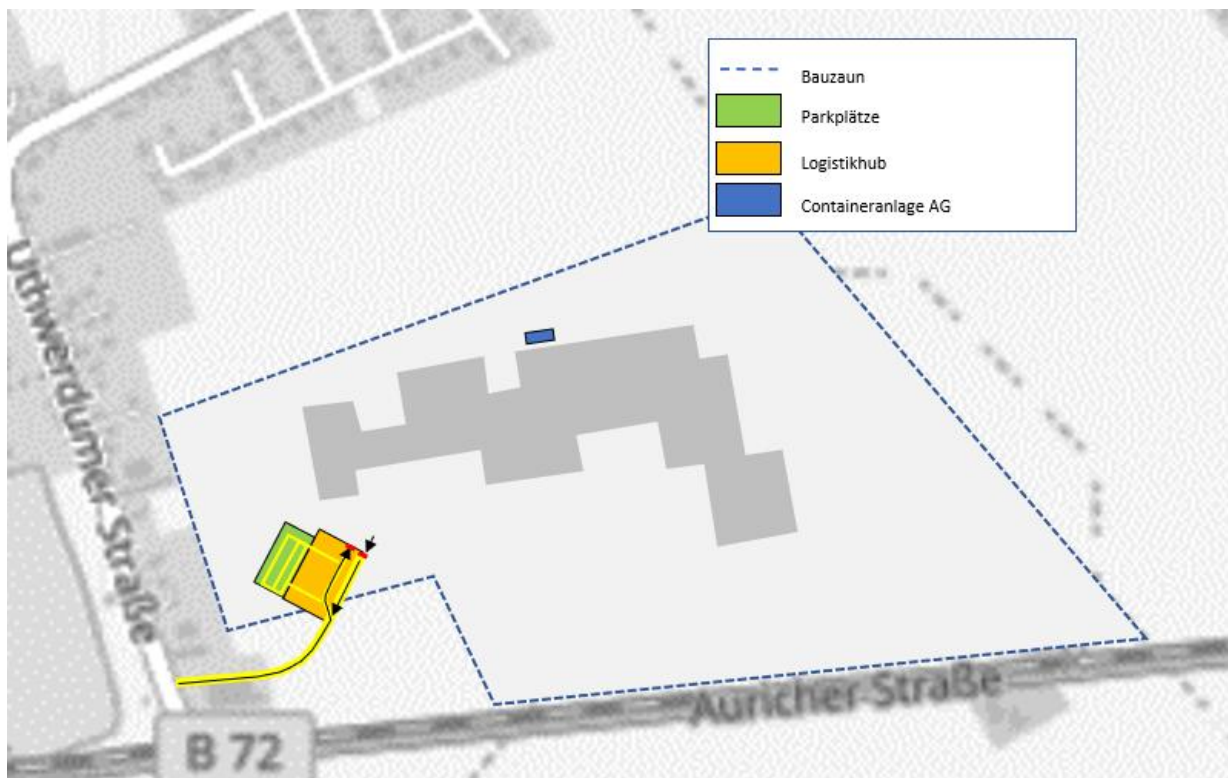 Bauzaun
Parkplätze
Logistikhub
Containeranlage AG
Uthwerdumer Straße
Auricher Straße
B 72